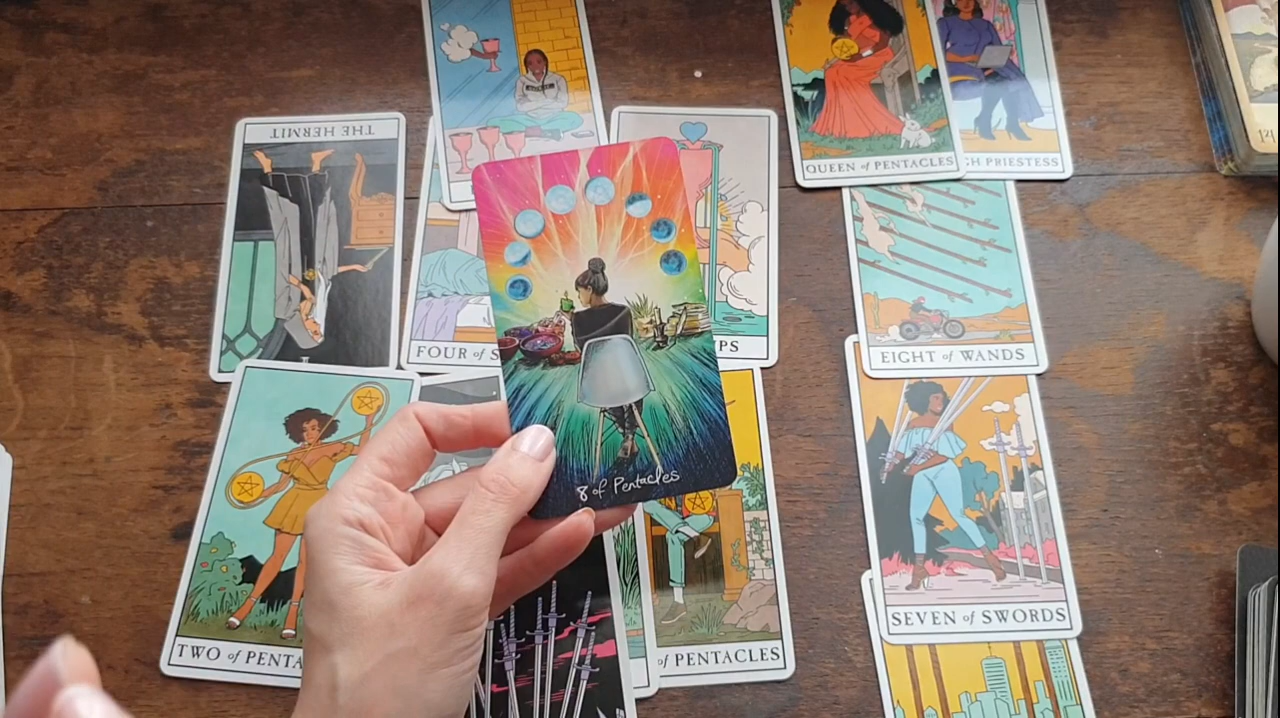 THE HERMIT
QUEEN of PENTACLES
GH PRIESTESS
FOUR of S
PS
EIGHT of WANDS
8 of Pentacles
SEVEN of SWORDS
TWO of PENTA
of PENTACLES